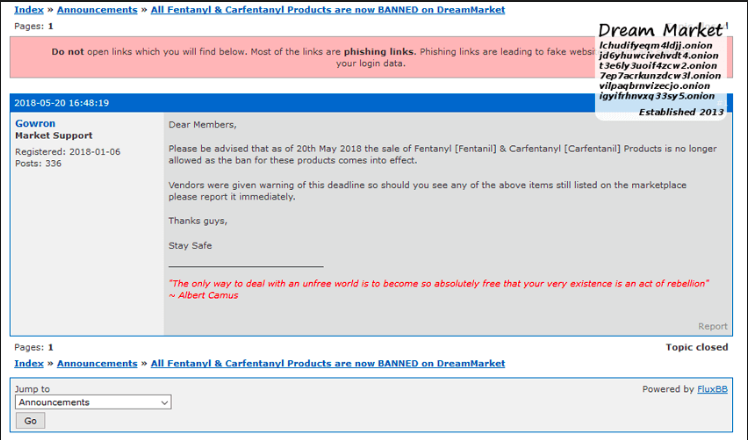 Index » Announcements » All Fentanyl & Carfentanyl Products are now BANNED on DreamMarket
Pages: 1
Do not open links which you will find below. Most of the links are phishing links. Phishing links are leading to fake
your login data.
Dream Market
lchudifyeqm4ldjj.onion
jd6yhuwcivehvdt4.onion
t3e6ly3uoif4zcw2.onion
7ep7acrkunzdcw3l.onion
vilpaqbrnvizecjo.onion
igyifrhnvxq33sy5.onion
Established 2013
2018-05-20 16:48:19
Gowron
Market Support
Registered: 2018-01-06
Posts: 336
Dear Members,
Please be advised that as of 20th May 2018 the sale of Fentanyl [Fentanil] & Carfentanyl [Carfentanil] Products is no longer
allowed as the ban for these products comes into effect.
Vendors were given warning of this deadline so should you see any of the above items still listed on the marketplace
please report it immediately.
Thanks guys,
Stay Safe
"The only way to deal with an unfree world is to become so absolutely free that your very existence is an act of rebellion"
~ Albert Camus
Report
Pages: 1
Topic closed
Index » Announcements » All Fentanyl & Carfentanyl Products are now BANNED on DreamMarket
Jump to
Announcements
Go
Powered by FluxBB